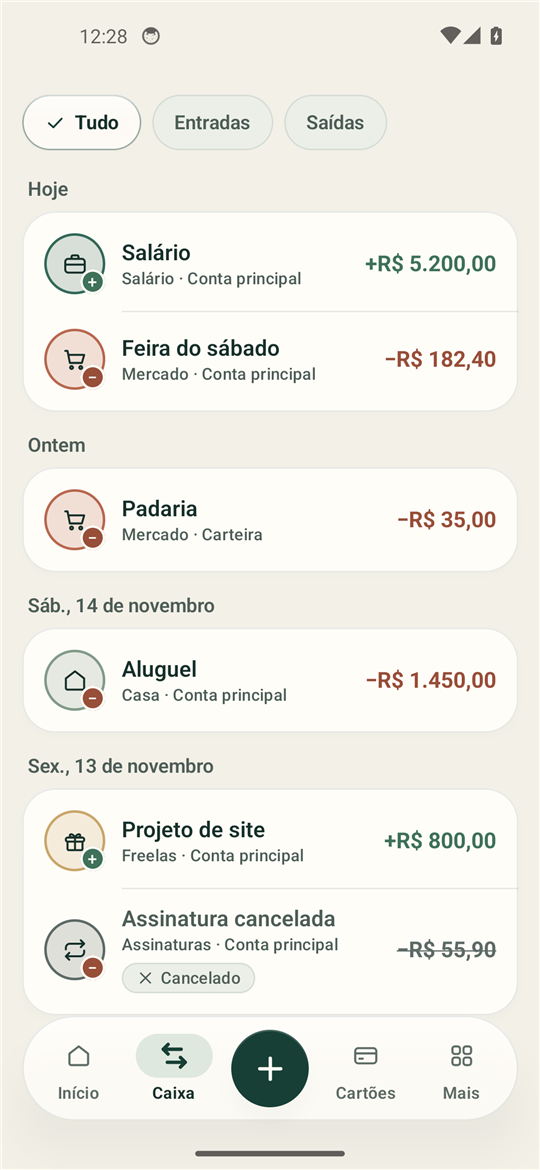 12:28
Tudo
Entradas
Saídas
Hoje
Salário
Salário · Conta principal
+R$ 5.200,00
Feira do sábado
Mercado · Conta principal
−R$ 182,40
Ontem
Padaria
Mercado · Carteira
−R$ 35,00
Sáb., 14 de novembro
Aluguel
Casa · Conta principal
−R$ 1.450,00
Sex., 13 de novembro
Projeto de site
Freelas · Conta principal
+R$ 800,00
Assinatura cancelada
Assinaturas · Conta principal
−R$ 55,90
Cancelado
Início
Caixa
Cartões
Mais